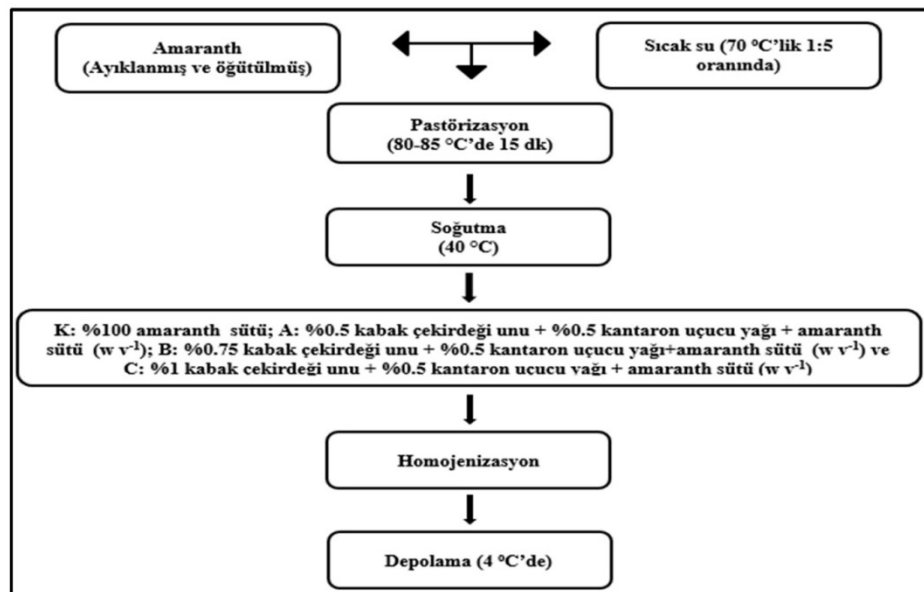 Amaranth
(Ayıklanmış ve öğütülmüş)
Sıcak su (70 °C’lik 1:5
oranında)
Pastörizasyon
(80-85 °C’de 15 dk)
Soğutma
(40 °C)
K: %100 amaranth sütü; A: %0.5 kabak çekirdeği unu + %0.5 kantaron uçucu yağı + amaranth
sütü (w v⁻¹); B: %0.75 kabak çekirdeği unu + %0.5 kantaron uçucu yağı+amaranth sütü (w v⁻¹) ve
C: %1 kabak çekirdeği unu + %0.5 kantaron uçucu yağı + amaranth sütü (w v⁻¹)
Homojenizasyon
Depolama (4 °C’de)